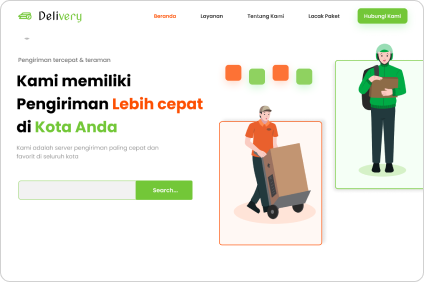 Delivery
Beranda
Layanan
Tentung Kami
Lacak Paket
Hubungi Kami
Pengiriman tercepat & teraman
Kami memiliki
Pengiriman Lebih cepat
di Kota Anda
Kami adalah server pengiriman paling cepat dan
favorit di seluruh kota
Search...